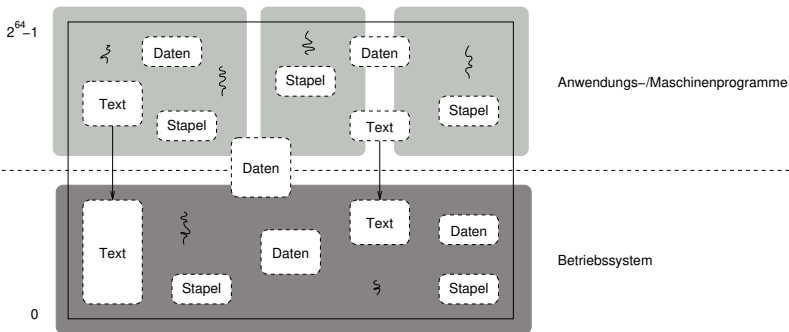 2^64−1
Daten
Daten
Stapel
Anwendungs−/Maschinenprogramme
Text
Stapel
Stapel
Text
Daten
Text
Text
Daten
Daten
Betriebssystem
Stapel
Stapel
0